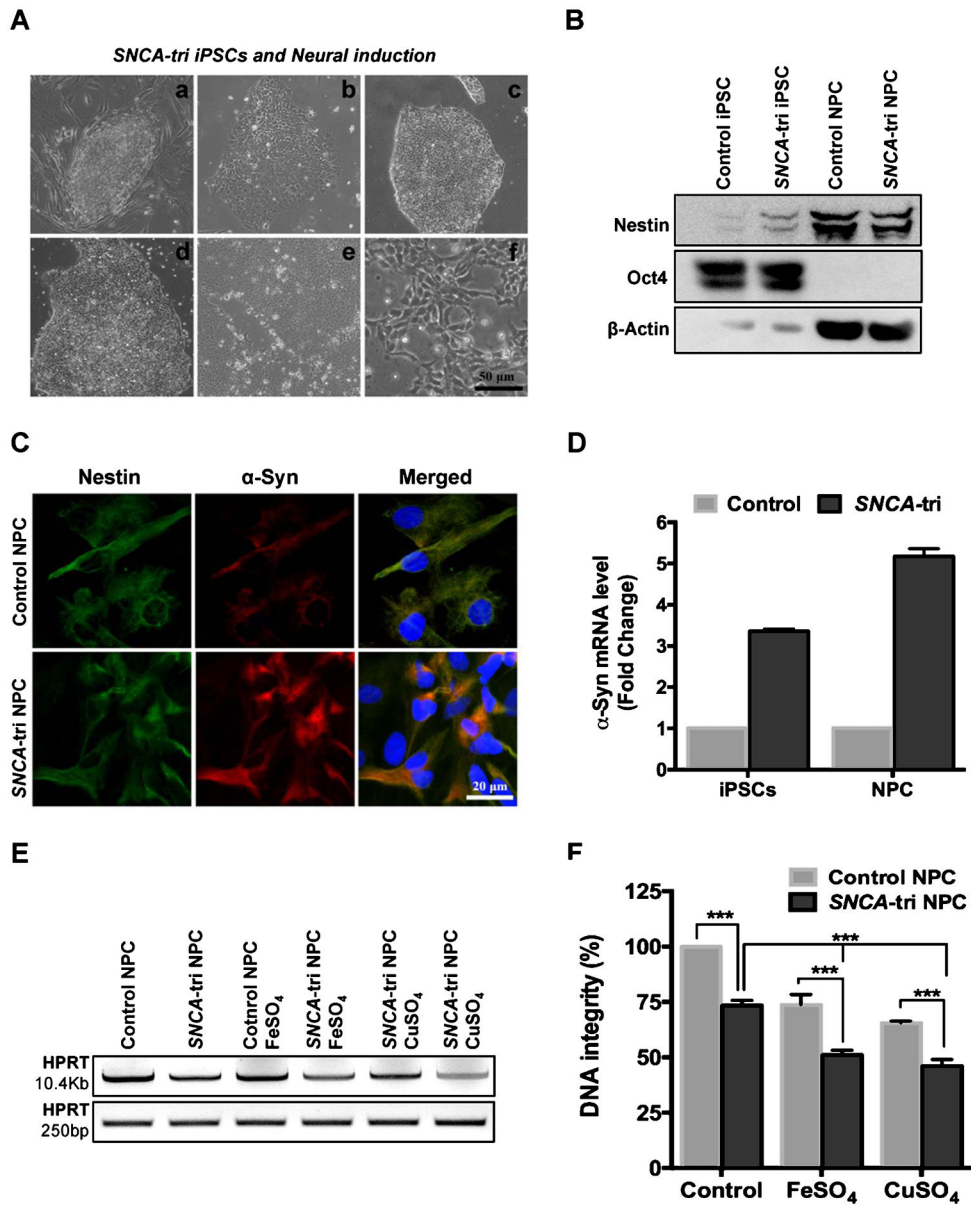 A
SNCA-tri iPSCs and Neural induction
a
b
c
d
e
f
50 μm
B
Control iPSC
SNCA-tri iPSC
Control NPC
SNCA-tri NPC
Nestin
Oct4
β-Actin
C
Nestin
α-Syn
Merged
Control NPC
SNCA-tri NPC
20 μm
D
Control
SNCA-tri
α-Syn mRNA level
(Fold Change)
6
5
4
3
2
1
0
iPSCs
NPC
E
Control NPC
SNCA-tri NPC
Cotnrol NPC
FeSO₄
SNCA-tri NPC
FeSO₄
SNCA-tri NPC
CuSO₄
SNCA-tri NPC
CuSO₄
HPRT
10.4Kb
HPRT
250bp
F
Control NPC
SNCA-tri NPC
DNA integrity (%)
125
100
75
50
25
0
***
***
***
***
Control
FeSO₄
CuSO₄